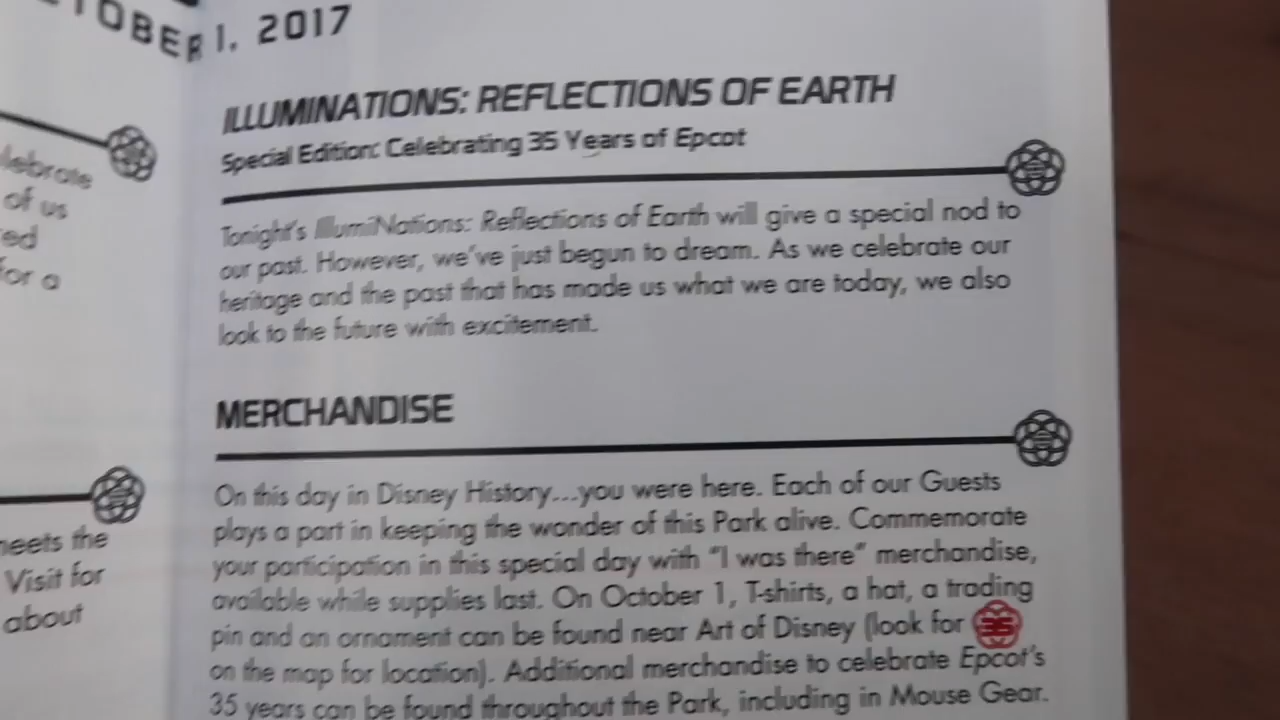 TOBER 1, 2017
lebrate
of us
ed
for a
neets the
Visit for
about
ILLUMINATIONS: REFLECTIONS OF EARTH
Special Edition: Celebrating 35 Years of Epcot
Tonight's IllumiNations: Reflections of Earth will give a special nod to
our past. However, we've just begun to dream. As we celebrate our
heritage and the past that has made us what we are today, we also
look to the future with excitement.
MERCHANDISE
On this day in Disney History...you were here. Each of our Guests
plays a part in keeping the wonder of this Park alive. Commemorate
your participation in this special day with "I was there" merchandise,
available while supplies last. On October 1, T-shirts, a hat, a trading
pin and an ornament can be found near Art of Disney (look for 35
on the map for location). Additional merchandise to celebrate Epcot's
35 years can be found throughout the Park, including in Mouse Gear.